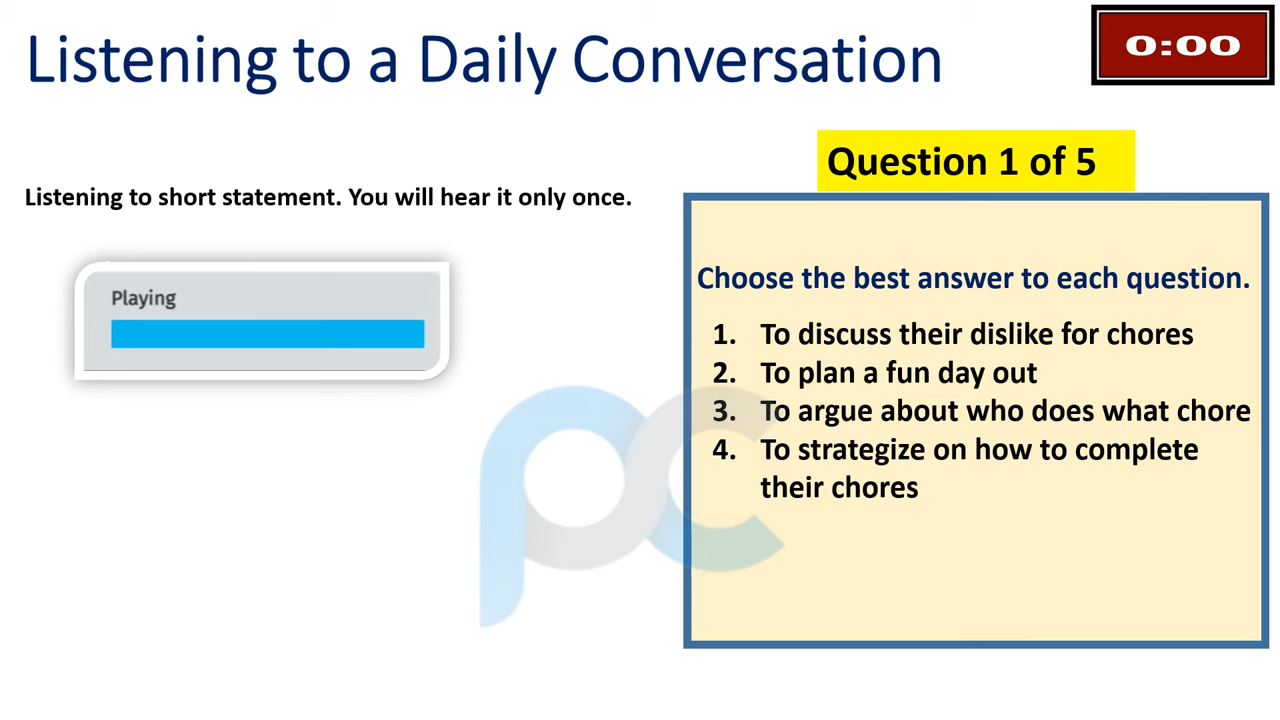 Listening to a Daily Conversation
0:00
Question 1 of 5
Listening to short statement. You will hear it only once.
Playing
Choose the best answer to each question.
1. To discuss their dislike for chores
2. To plan a fun day out
3. To argue about who does what chore
4. To strategize on how to complete
their chores
pc